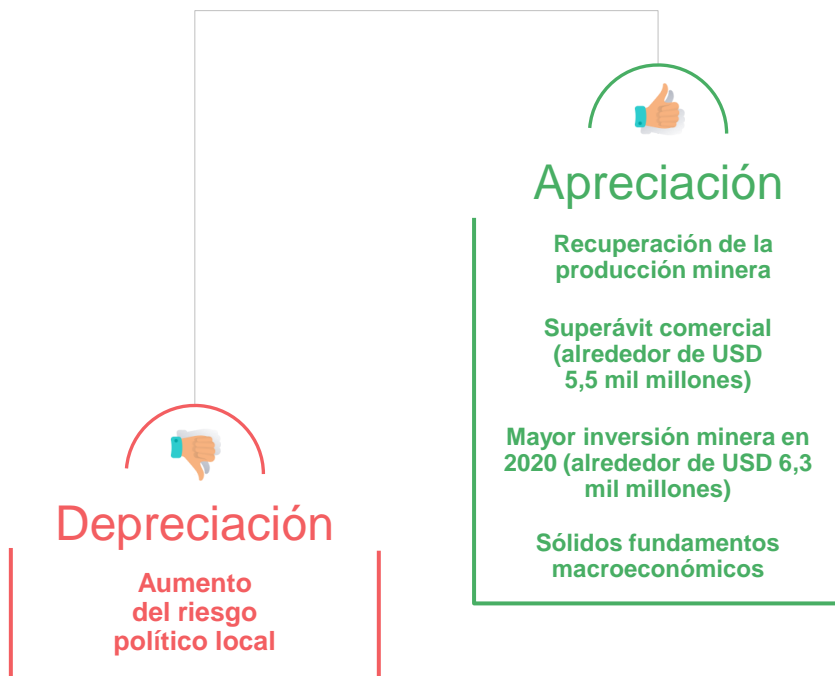 Apreciación
Recuperación de la
producción minera
Superávit comercial
(alrededor de USD
5,5 mil millones)
Mayor inversión minera en
2020 (alrededor de USD 6,3
mil millones)
Sólidos fundamentos
macroeconómicos
Depreciación
Aumento
del riesgo
político local